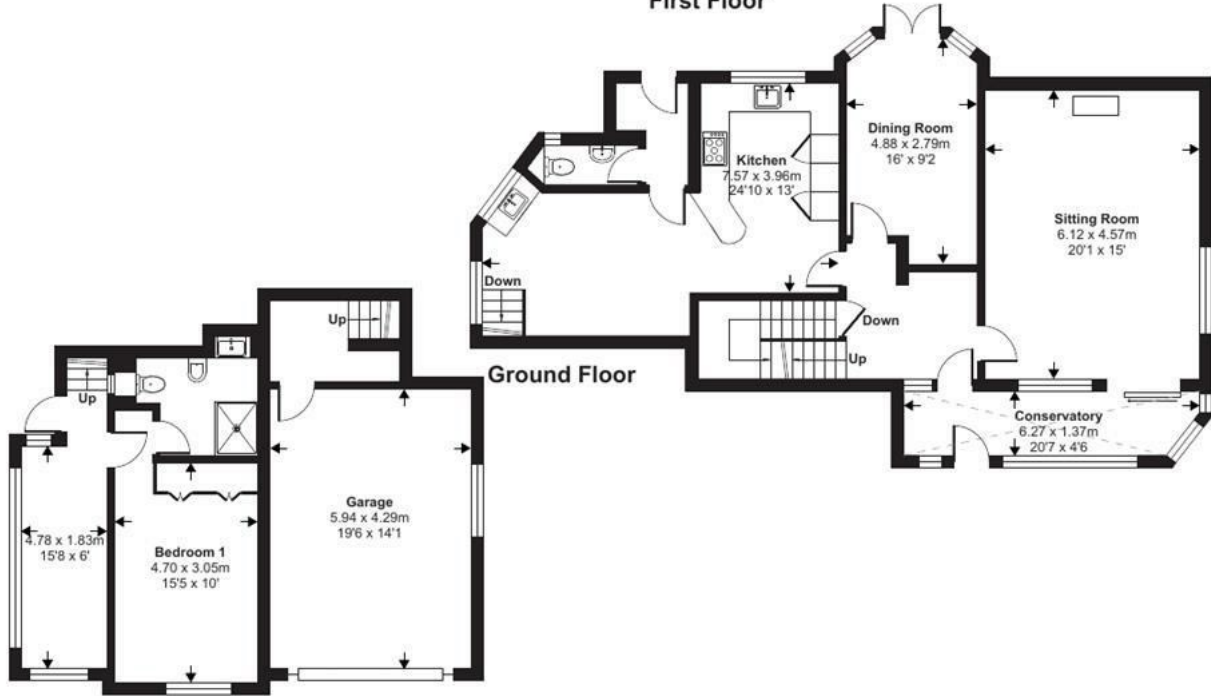 First Floor
Dining Room
4.88 x 2.79m
16' x 9'2
Kitchen
7.57 x 3.96m
24'10 x 13'
Sitting Room
6.12 x 4.57m
20'1 x 15'
Down
Down
Up
Conservatory
6.27 x 1.37m
20'7 x 4'6
Ground Floor
Up
Up
4.78 x 1.83m
15'8 x 6'
Bedroom 1
4.70 x 3.05m
15'5 x 10'
Garage
5.94 x 4.29m
19'6 x 14'1